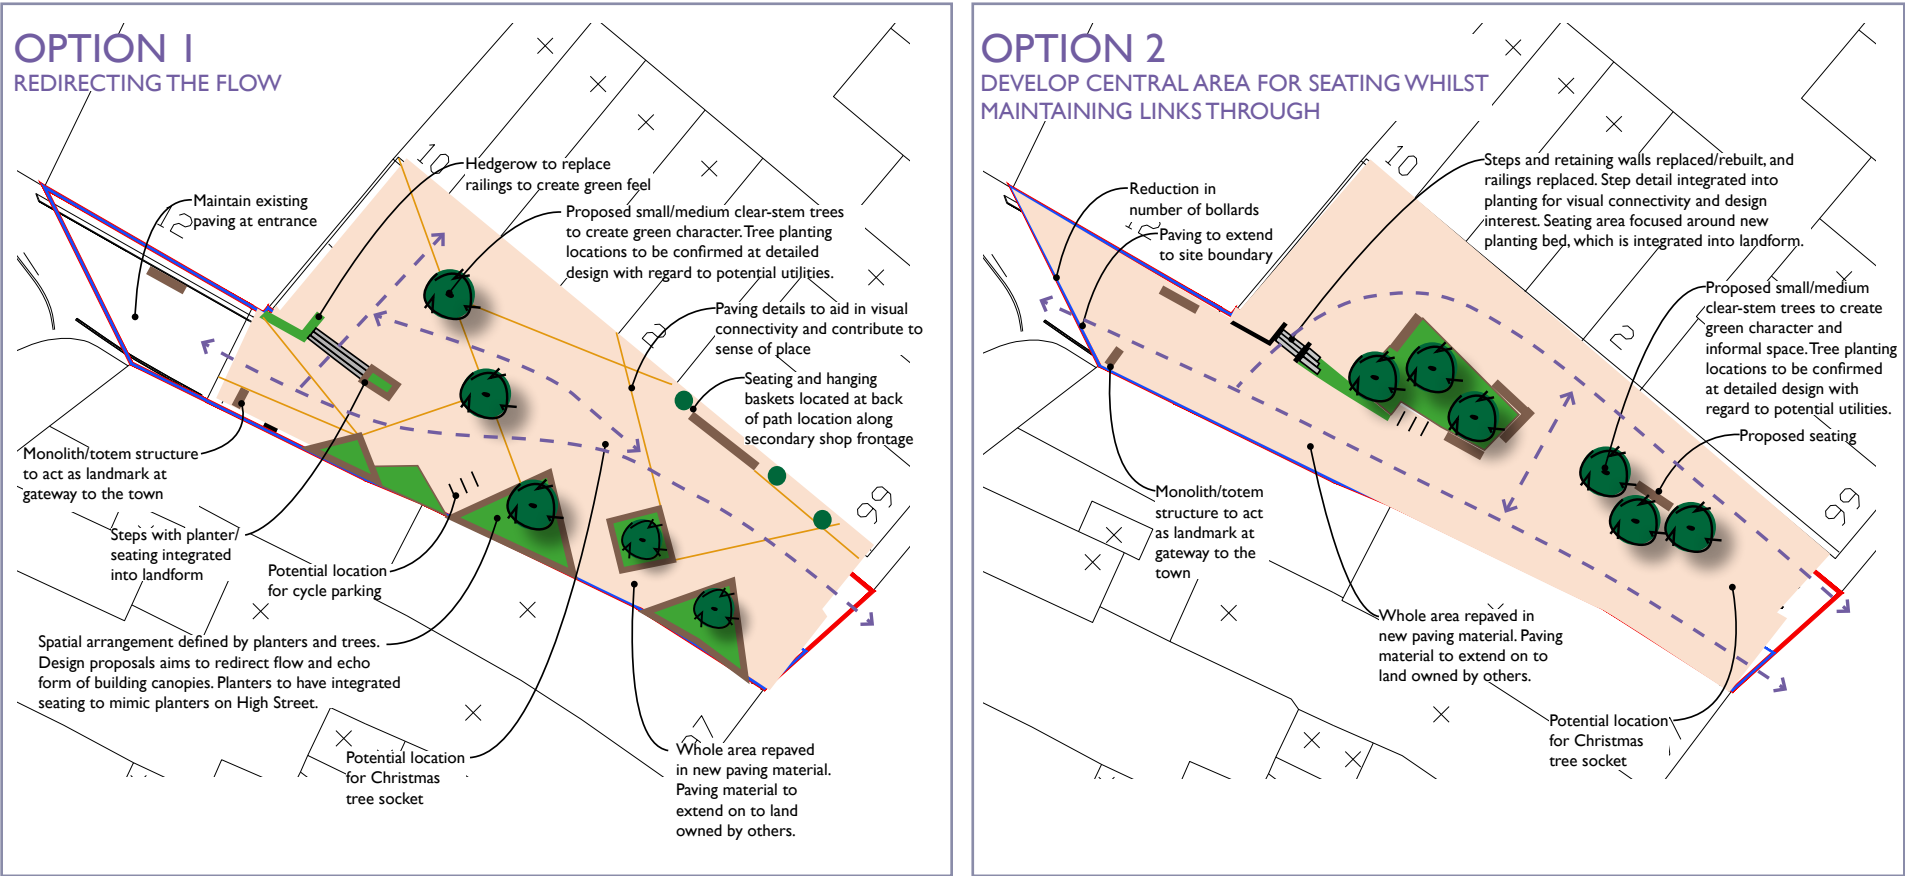 OPTION 1
REDIRECTING THE FLOW
10
Hedgerow to replace
railings to create green feel
Maintain existing
paving at entrance
12
Proposed small/medium clear-stem trees
to create green character. Tree planting
locations to be confirmed at detailed
design with regard to potential utilities.
Paving details to aid in visual
connectivity and contribute to
sense of place
2
Seating and hanging
baskets located at back
of path location along
secondary shop frontage
Monolith/totem structure
to act as landmark at
gateway to the town
99
Steps with planter/
seating integrated
into landform
Potential location
for cycle parking
Spatial arrangement defined by planters and trees.
Design proposals aims to redirect flow and echo
form of building canopies. Planters to have integrated
seating to mimic planters on High Street.
Potential location
for Christmas
tree socket
Whole area repaved
in new paving material.
Paving material to
extend on to land
owned by others.
OPTION 2
DEVELOP CENTRAL AREA FOR SEATING WHILST
MAINTAINING LINKS THROUGH
10
Steps and retaining walls replaced/rebuilt, and
railings replaced. Step detail integrated into
planting for visual connectivity and design
interest. Seating area focused around new
planting bed, which is integrated into landform.
Reduction in
number of bollards
Paving to extend
to site boundary
Proposed small/medium
clear-stem trees to create
green character and
informal space. Tree planting
locations to be confirmed
at detailed design with
regard to potential utilities.
2
Proposed seating
Monolith/totem
structure to act
as landmark at
gateway to the
town
99
Whole area repaved in
new paving material. Paving
material to extend on to
land owned by others.
Potential location
for Christmas
tree socket